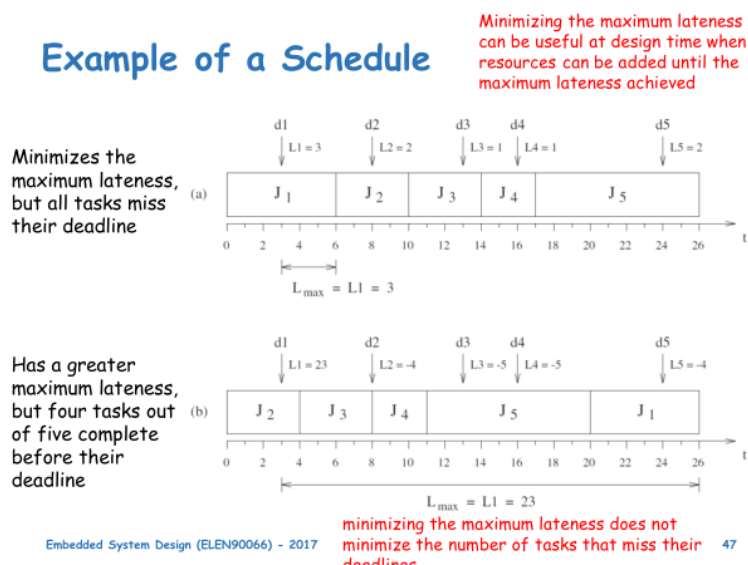 Minimizing the maximum lateness
can be useful at design time when
resources can be added until the
maximum lateness achieved
Example of a Schedule
Minimizes the
maximum lateness,
but all tasks miss
their deadline
(a)
d1 d2 d3 d4 d5
L1 = 3 L2 = 2 L3 = 1 L4 = 1 L5 = 2
J1 J2 J3 J4 J5
0 2 4 6 8 10 12 14 16 18 20 22 24 26 t
Lmax = L1 = 3
Has a greater
maximum lateness,
but four tasks out
of five complete
before their
deadline
(b)
d1 d2 d3 d4 d5
L1 = 23 L2 = -4 L3 = -5 L4 = -5 L5 = -4
J2 J3 J4 J5 J1
0 2 4 6 8 10 12 14 16 18 20 22 24 26 t
Lmax = L1 = 23
minimizing the maximum lateness does not
minimize the number of tasks that miss their
deadlines
Embedded System Design (ELEN90066) - 2017
47